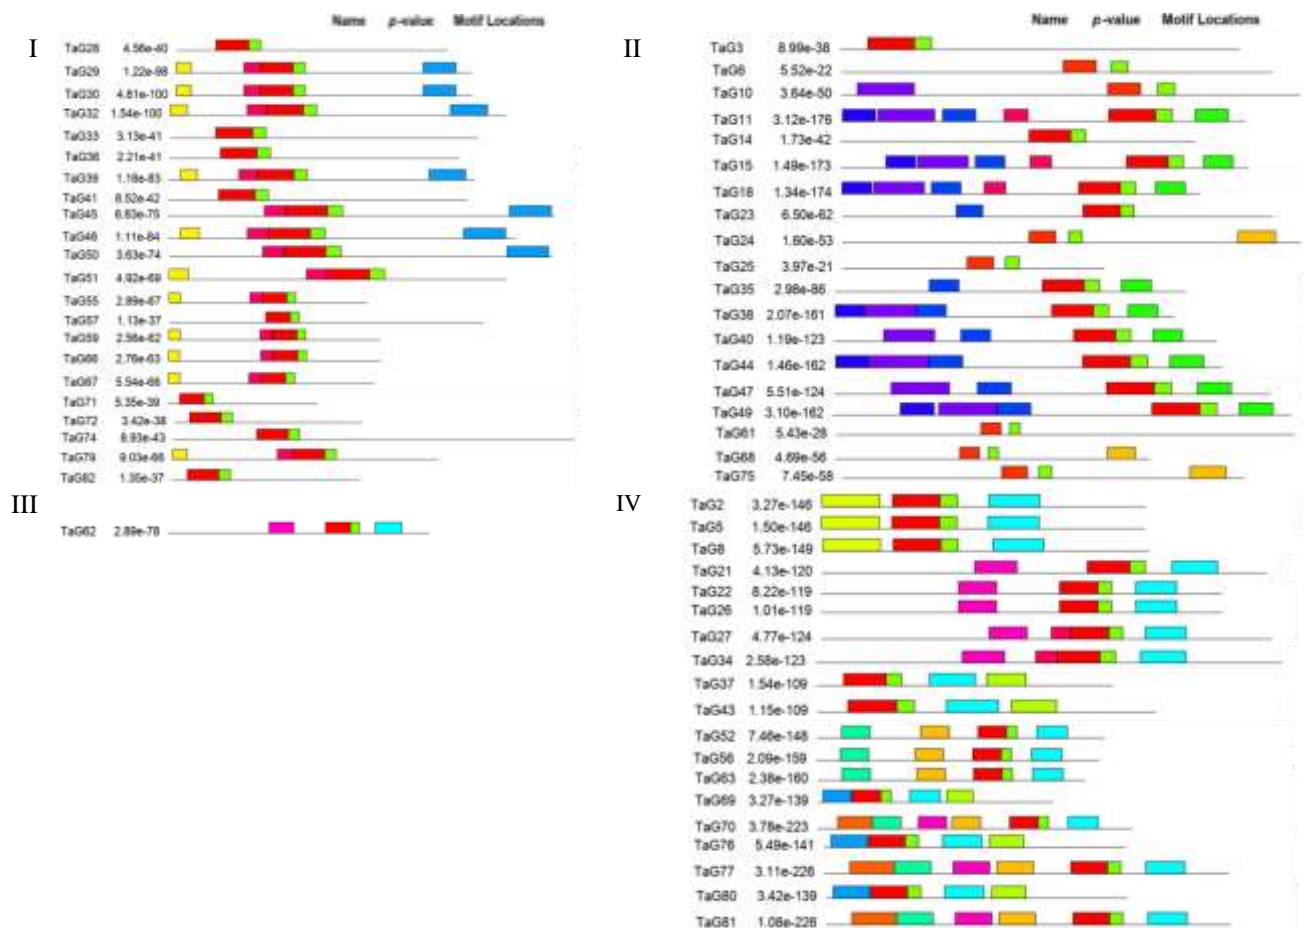 Name p-value Motif Locations
I
TaG28 4.56e-40
TaG29 1.22e-98
TaG30 4.81e-100
TaG32 1.54e-100
TaG33 3.13e-41
TaG36 2.21e-41
TaG39 1.18e-83
TaG41 8.52e-42
TaG45 6.83e-75
TaG46 1.11e-84
TaG50 3.63e-74
TaG51 4.92e-69
TaG55 2.89e-67
TaG57 1.13e-37
TaG59 2.56e-62
TaG66 2.76e-63
TaG67 5.54e-66
TaG71 5.35e-39
TaG72 3.42e-38
TaG74 8.93e-43
TaG79 9.03e-66
TaG82 1.35e-37
Name p-value Motif Locations
II
TaG3 8.99e-38
TaG6 5.52e-22
TaG10 3.64e-50
TaG11 3.12e-176
TaG14 1.73e-42
TaG15 1.49e-173
TaG18 1.34e-174
TaG23 6.50e-62
TaG24 1.60e-53
TaG25 3.97e-21
TaG35 2.98e-86
TaG38 2.07e-161
TaG40 1.19e-123
TaG44 1.46e-162
TaG47 5.51e-124
TaG49 3.10e-162
TaG61 5.43e-28
TaG68 4.69e-56
TaG75 7.45e-58
III
TaG62 2.89e-78
IV
TaG2 3.27e-146
TaG5 1.50e-146
TaG8 5.73e-149
TaG21 4.13e-120
TaG22 8.22e-119
TaG26 1.01e-119
TaG27 4.77e-124
TaG34 2.58e-123
TaG37 1.54e-109
TaG43 1.15e-109
TaG52 7.46e-148
TaG56 2.09e-159
TaG63 2.38e-160
TaG69 3.27e-139
TaG70 3.78e-223
TaG76 5.49e-141
TaG77 3.11e-226
TaG80 3.42e-139
TaG81 1.08e-226